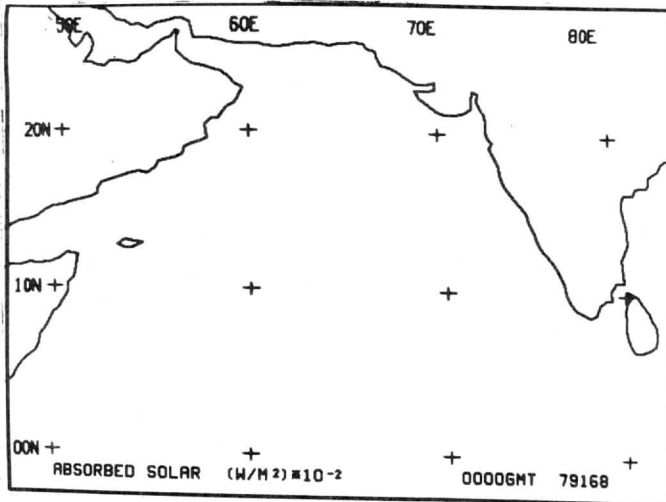 50E 60E 70E 80E
20N
10N
00N
ABSORBED SOLAR (W/M²)*10⁻² 0000GMT 79168